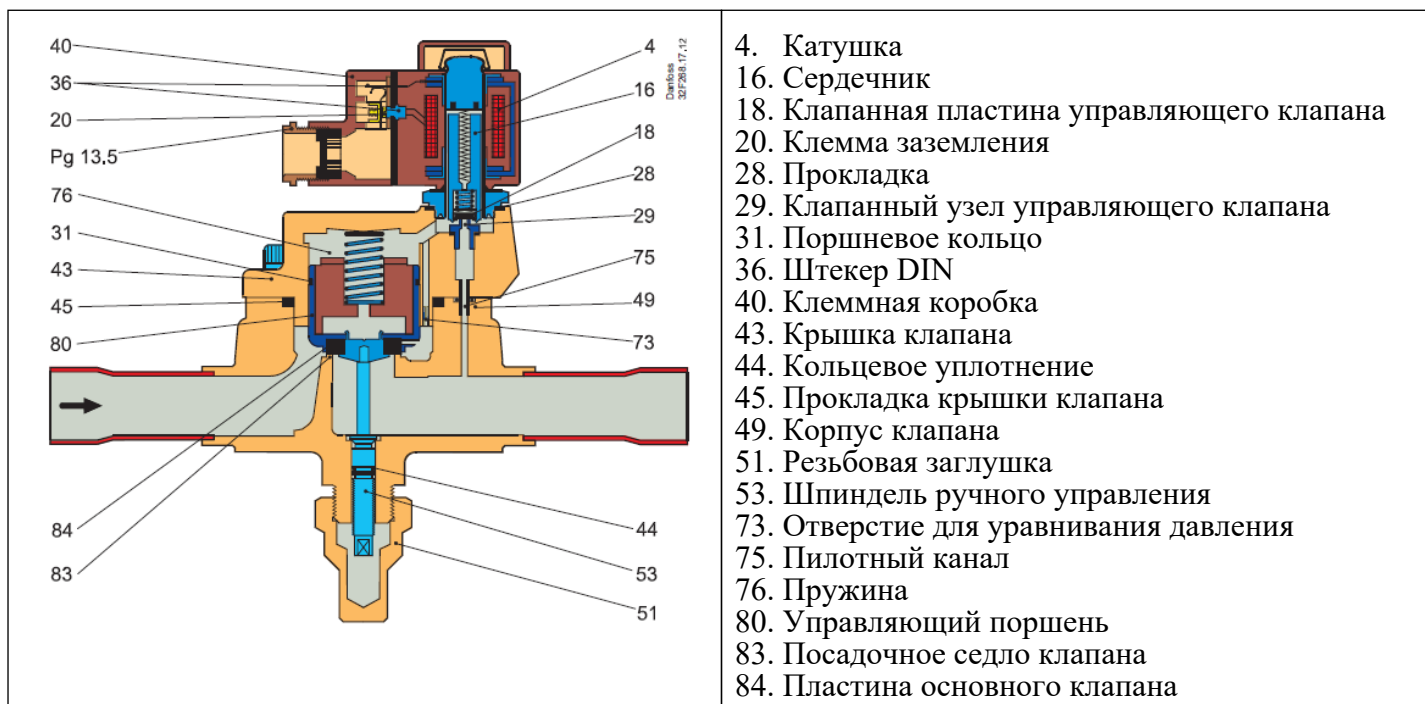 40
36
20
Pg 13,5
76
31
43
45
80
84
83
4
16
18
28
29
75
49
73
44
53
51
Danfoss
32F268.17.12
4. Катушка
16. Сердечник
18. Клапанная пластина управляющего клапана
20. Клемма заземления
28. Прокладка
29. Клапанный узел управляющего клапана
31. Поршневое кольцо
36. Штекер DIN
40. Клеммная коробка
43. Крышка клапана
44. Кольцевое уплотнение
45. Прокладка крышки клапана
49. Корпус клапана
51. Резьбовая заглушка
53. Шпиндель ручного управления
73. Отверстие для уравнивания давления
75. Пилотный канал
76. Пружина
80. Управляющий поршень
83. Посадочное седло клапана
84. Пластина основного клапана